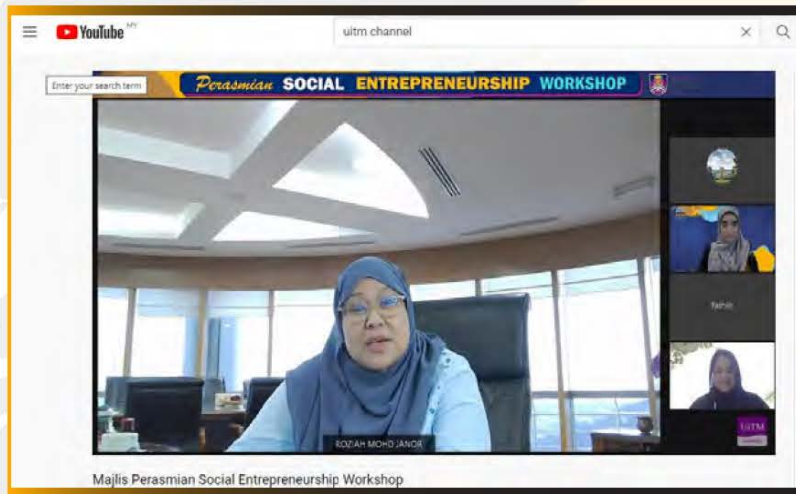 YouTube MY
uitm channel
Enter your search term
Perasmian SOCIAL ENTREPRENEURSHIP WORKSHOP
ROZIAH MOHD JANOR
UiTM
Majlis Perasmian Social Entrepreneurship Workshop